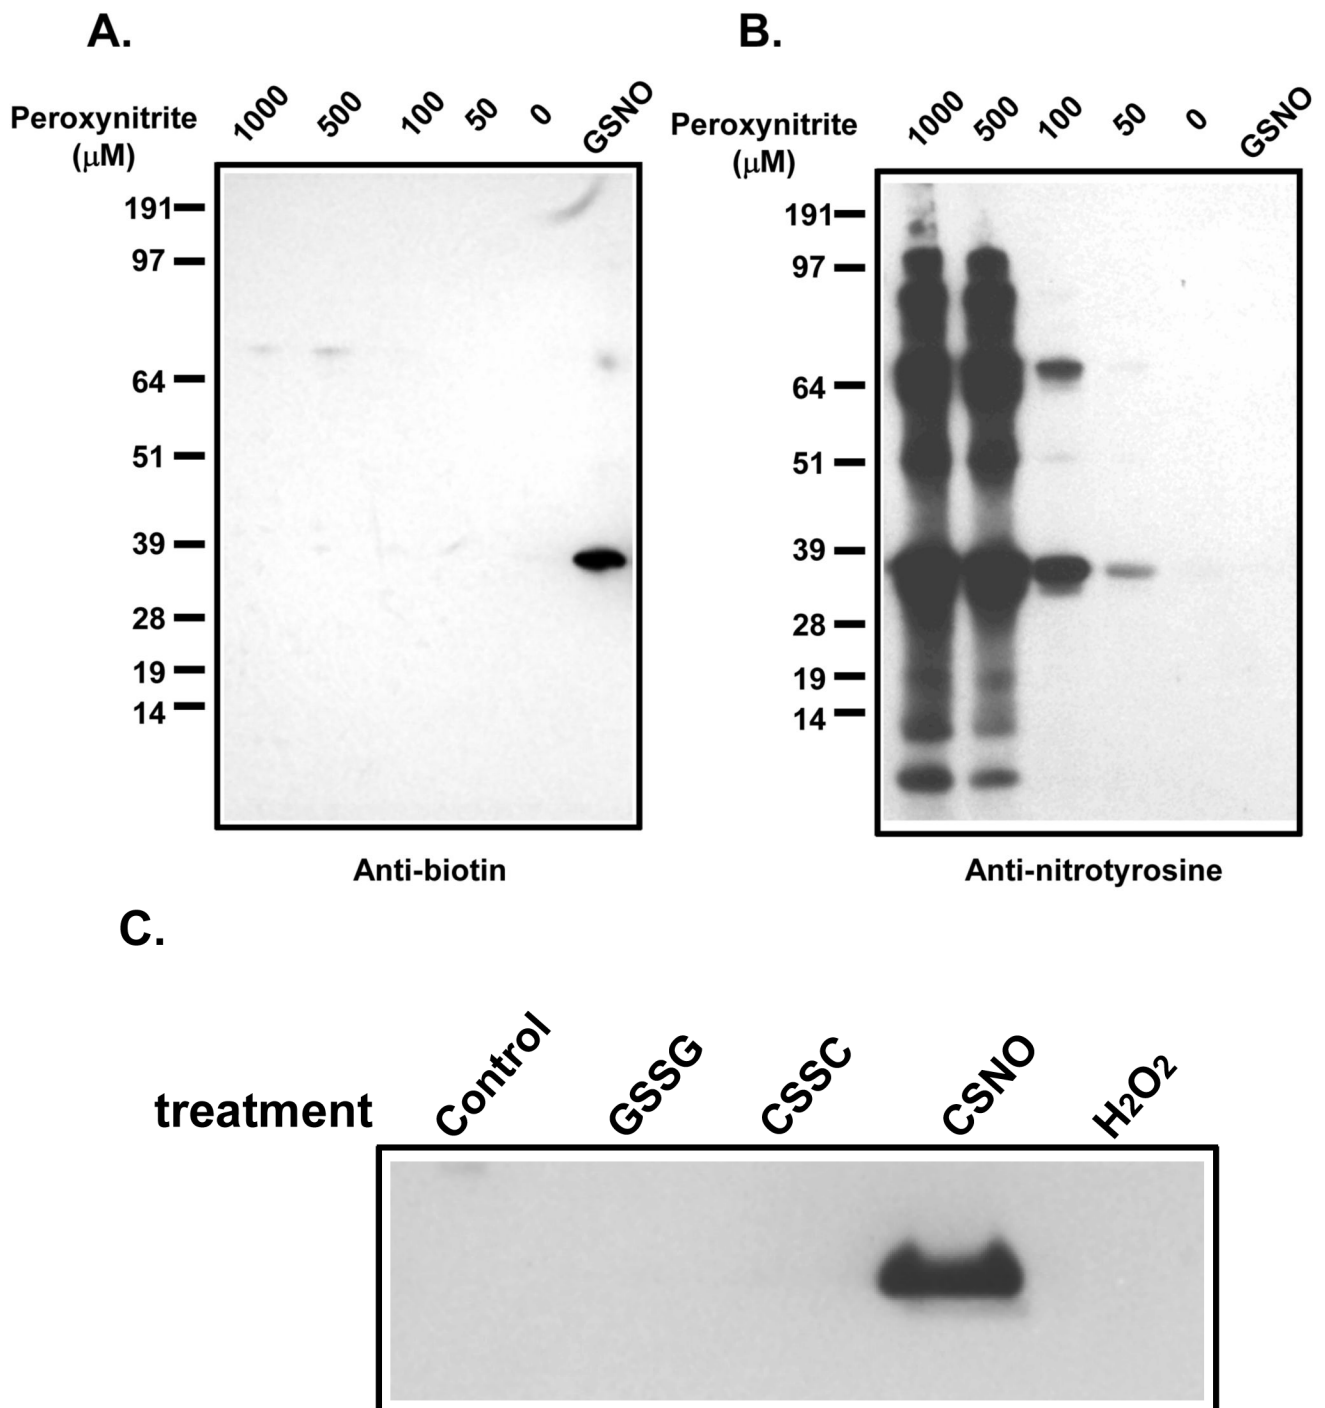 A.
Peroxynitrite
(μM)
1000 500 100 50 0 GSNO
191
97
64
51
39
28
19
14
Anti-biotin
B.
Peroxynitrite
(μM)
1000 500 100 50 0 GSNO
191
97
64
51
39
28
19
14
Anti-nitrotyrosine
C.
treatment
Control GSSG CSSC CSNO H₂O₂